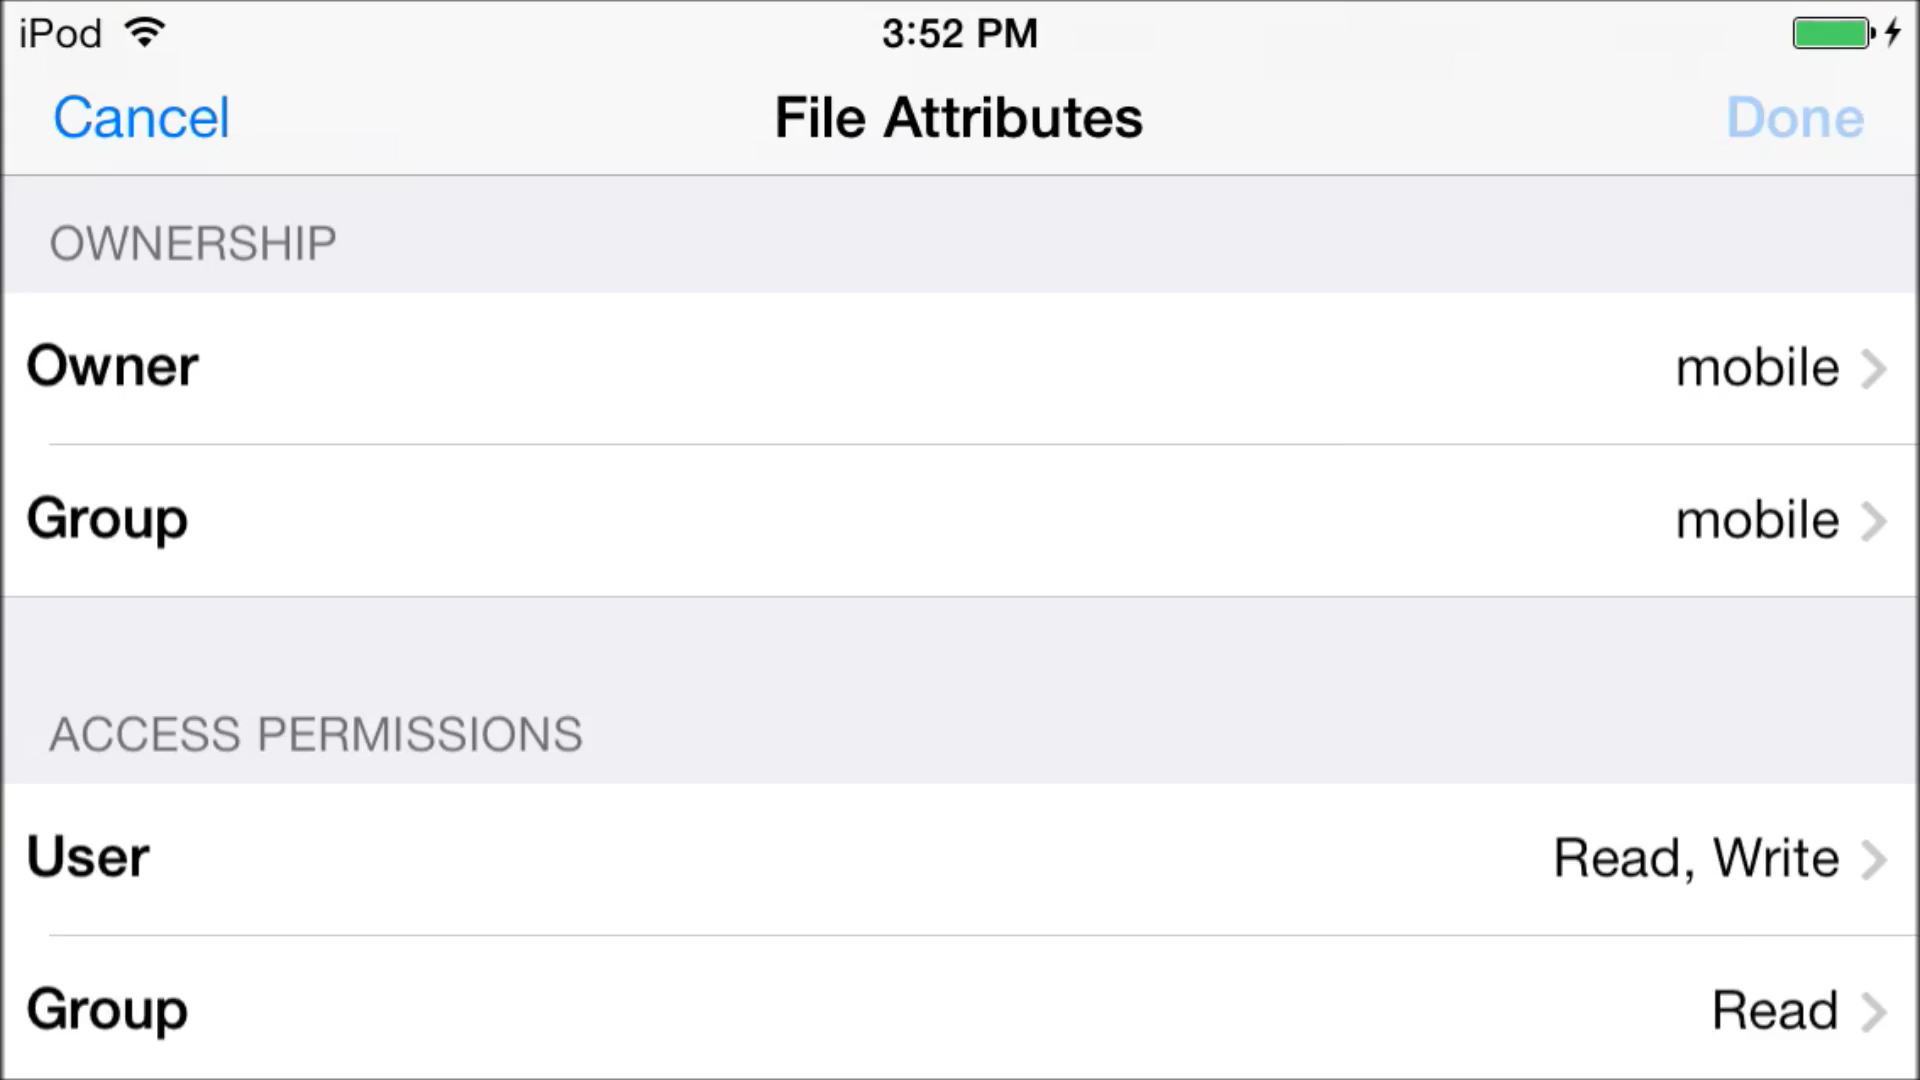 iPod 3:52 PM
Cancel File Attributes Done
OWNERSHIP
Owner mobile
Group mobile
ACCESS PERMISSIONS
User Read, Write
Group Read